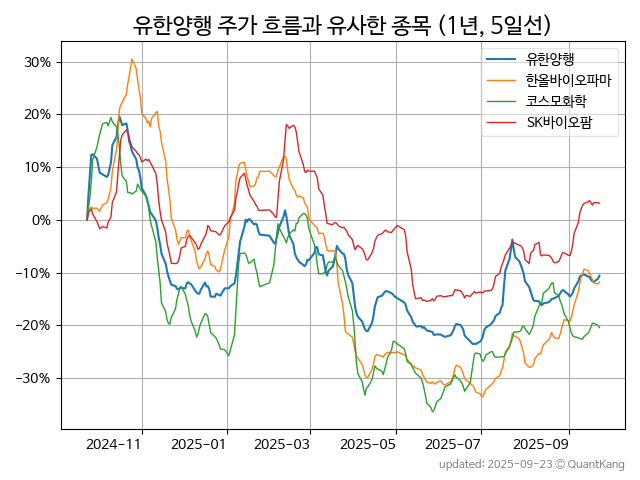 유한양행 주가 흐름과 유사한 종목 (1년, 5일선)
유한양행
한올바이오파마
코스모화학
SK바이오팜
30%
20%
10%
0%
−10%
−20%
−30%
2024-11
2025-01
2025-03
2025-05
2025-07
2025-09
updated: 2025-09-23 © QuantKang